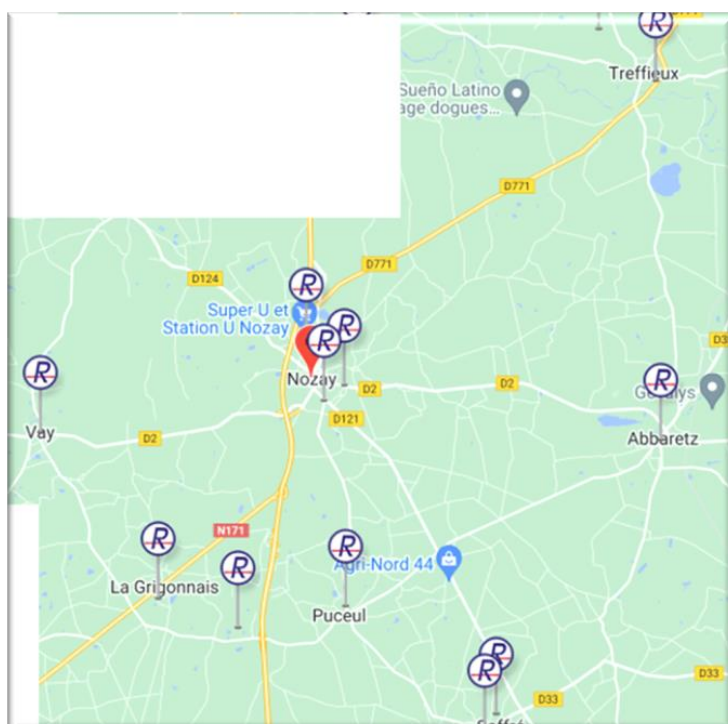 R
Treffieux
Sueño Latino
age dogues...
D771
D771
D124
R
Super U et
Station U Nozay
R
R
Nozay
D2
D2
R
Vay
D2
D121
R
Abbaretz
N171
R
La Grigonnais
R
R
Puceul
Agri-Nord 44
R
R
D33
D33